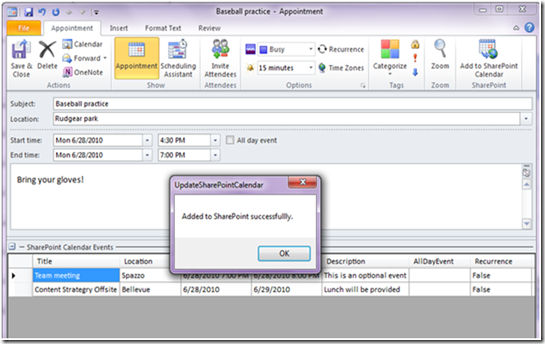 Baseball practice - Appointment
File Appointment Insert Format Text Review
Save & Close
Delete
Calendar
Forward
OneNote
Actions
Appointment
Scheduling Assistant
Show
Invite Attendees
Attendees
Busy
15 minutes
Recurrence
Time Zones
Options
Categorize
Tags
Zoom
Zoom
Add to SharePoint Calendar
SharePoint
Subject: Baseball practice
Location: Rudgear park
Start time: Mon 6/28/2010 4:30 PM All day event
End time: Mon 6/28/2010 7:00 PM
Bring your gloves!
UpdateSharePointCalendar
Added to SharePoint successfullly.
OK
SharePoint Calendar Events
Title Location Description AllDayEvent Recurrence
Team meeting Spazzo 6/28/2010 7:00 PM 6/28/2010 8:00 PM This is an optional event False
Content Strategry Offsite Bellevue 6/28/2010 6/29/2010 Lunch will be provided False